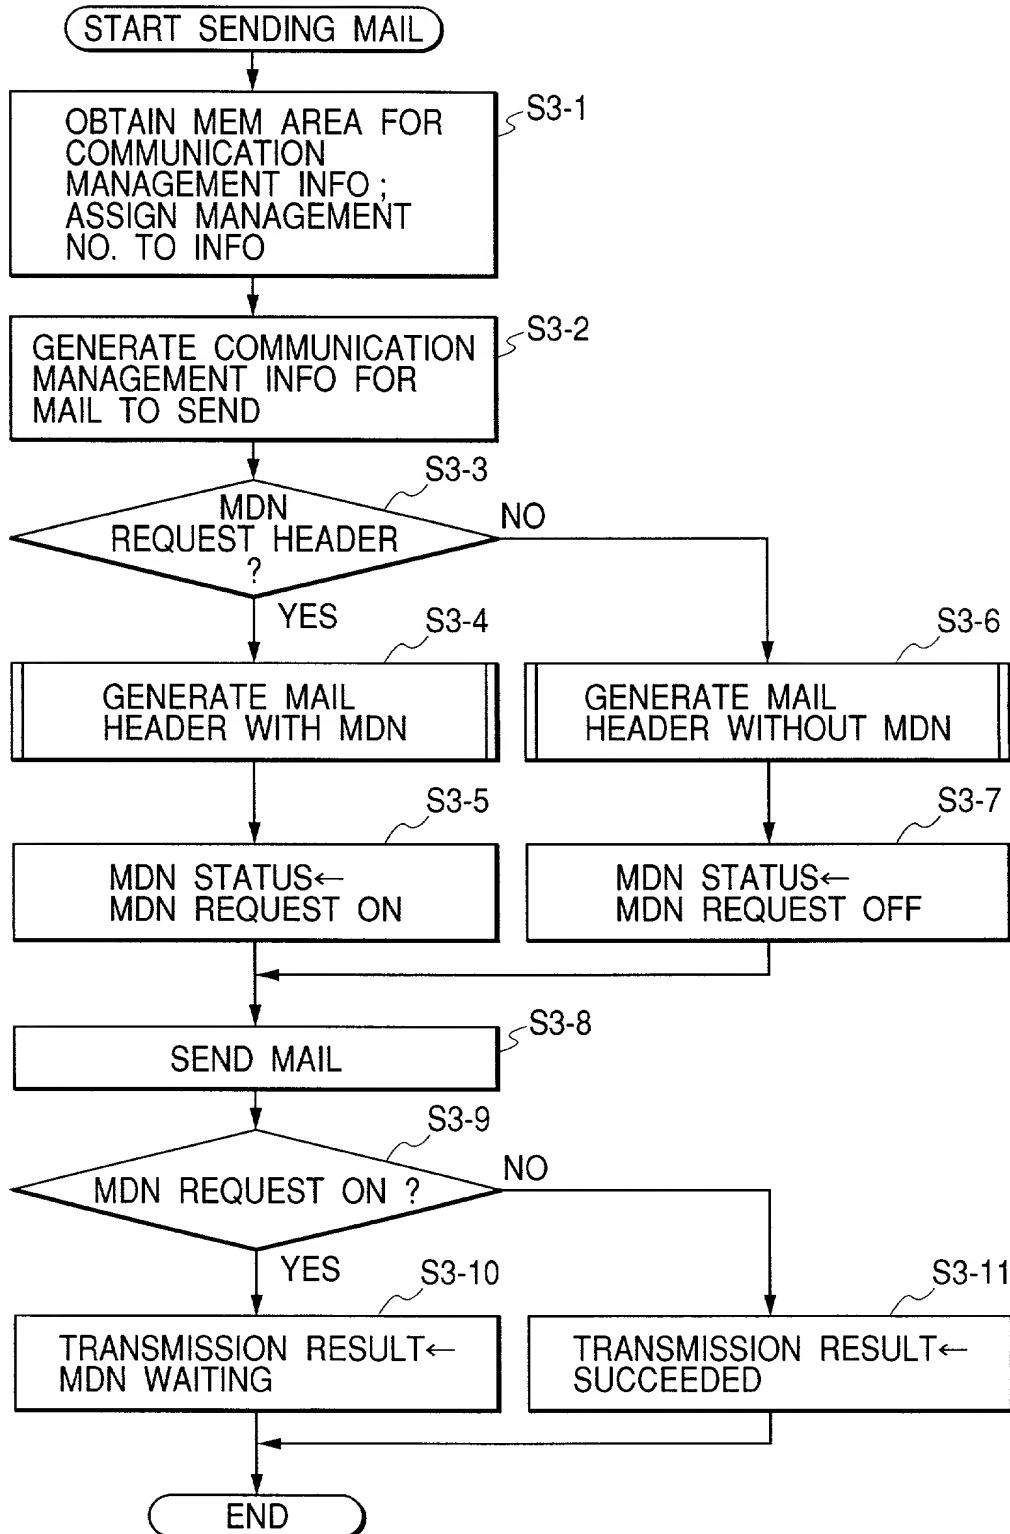 START SENDING MAIL
S3-1
OBTAIN MEM AREA FOR
COMMUNICATION
MANAGEMENT INFO ;
ASSIGN MANAGEMENT
NO. TO INFO
S3-2
GENERATE COMMUNICATION
MANAGEMENT INFO FOR
MAIL TO SEND
S3-3
MDN
REQUEST HEADER
?
NO
YES
S3-4
GENERATE MAIL
HEADER WITH MDN
S3-6
GENERATE MAIL
HEADER WITHOUT MDN
S3-5
MDN STATUS←
MDN REQUEST ON
S3-7
MDN STATUS←
MDN REQUEST OFF
S3-8
SEND MAIL
S3-9
MDN REQUEST ON ?
NO
YES
S3-10
TRANSMISSION RESULT←
MDN WAITING
S3-11
TRANSMISSION RESULT←
SUCCEEDED
END